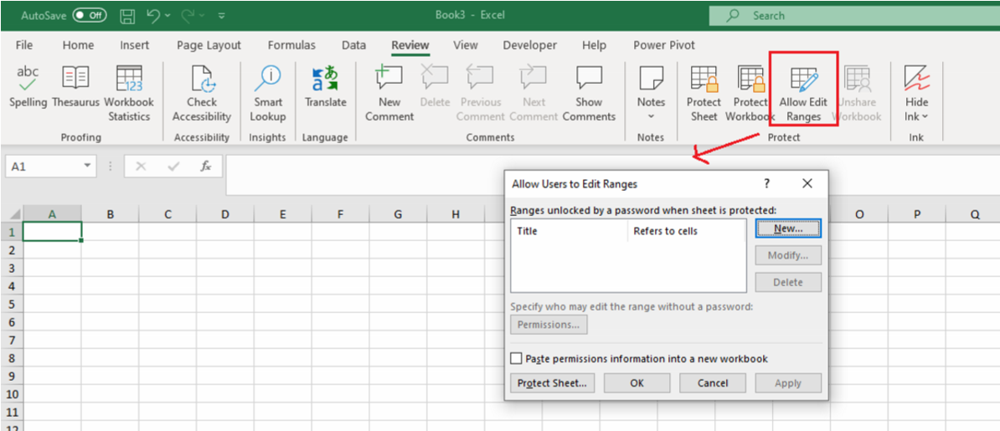 AutoSave Off Book3 - Excel Search
File Home Insert Page Layout Formulas Data Review View Developer Help Power Pivot
abc
123
a あ
Spelling Thesaurus Workbook Check Smart Translate New Delete Previous Next Show Notes Protect Protect Allow Edit Unshare Hide
Statistics Accessibility Lookup Comment Comment Comment Comments Sheet Workbook Ranges Workbook Ink
Proofing Accessibility Insights Language Comments Notes Protect Ink
A1 fx
Allow Users to Edit Ranges ?
Ranges unlocked by a password when sheet is protected:
A B C D E F G H O P Q
Title Refers to cells New...
1
2
Modify...
3
Delete
4
5
Specify who may edit the range without a password:
6
Permissions...
7
8
Paste permissions information into a new workbook
9
Protect Sheet... OK Cancel Apply
10
11
12